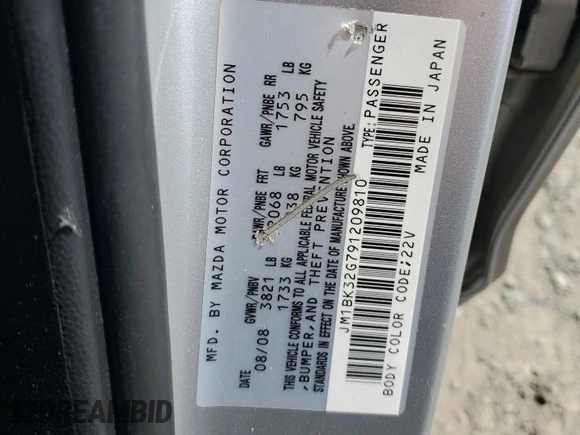 MFD. BY MAZDA MOTOR CORPORATION
DATE GVWR/PNBV GAWR/PNBE FRT GAWR/PNBE RR
08/08 3821 LB 2068 LB 1753 LB
1733 KG 938 KG 795 KG
THIS VEHICLE CONFORMS TO ALL APPLICABLE FEDERAL MOTOR VEHICLE SAFETY
, BUMPER, AND THEFT PREVENTION
STANDARDS IN EFFECT ON THE DATE OF MANUFACTURE SHOWN ABOVE.
JM1BK32G791209810 TYPE: PASSENGER
BODY COLOR CODE;22V MADE IN JAPAN
DREAMBID